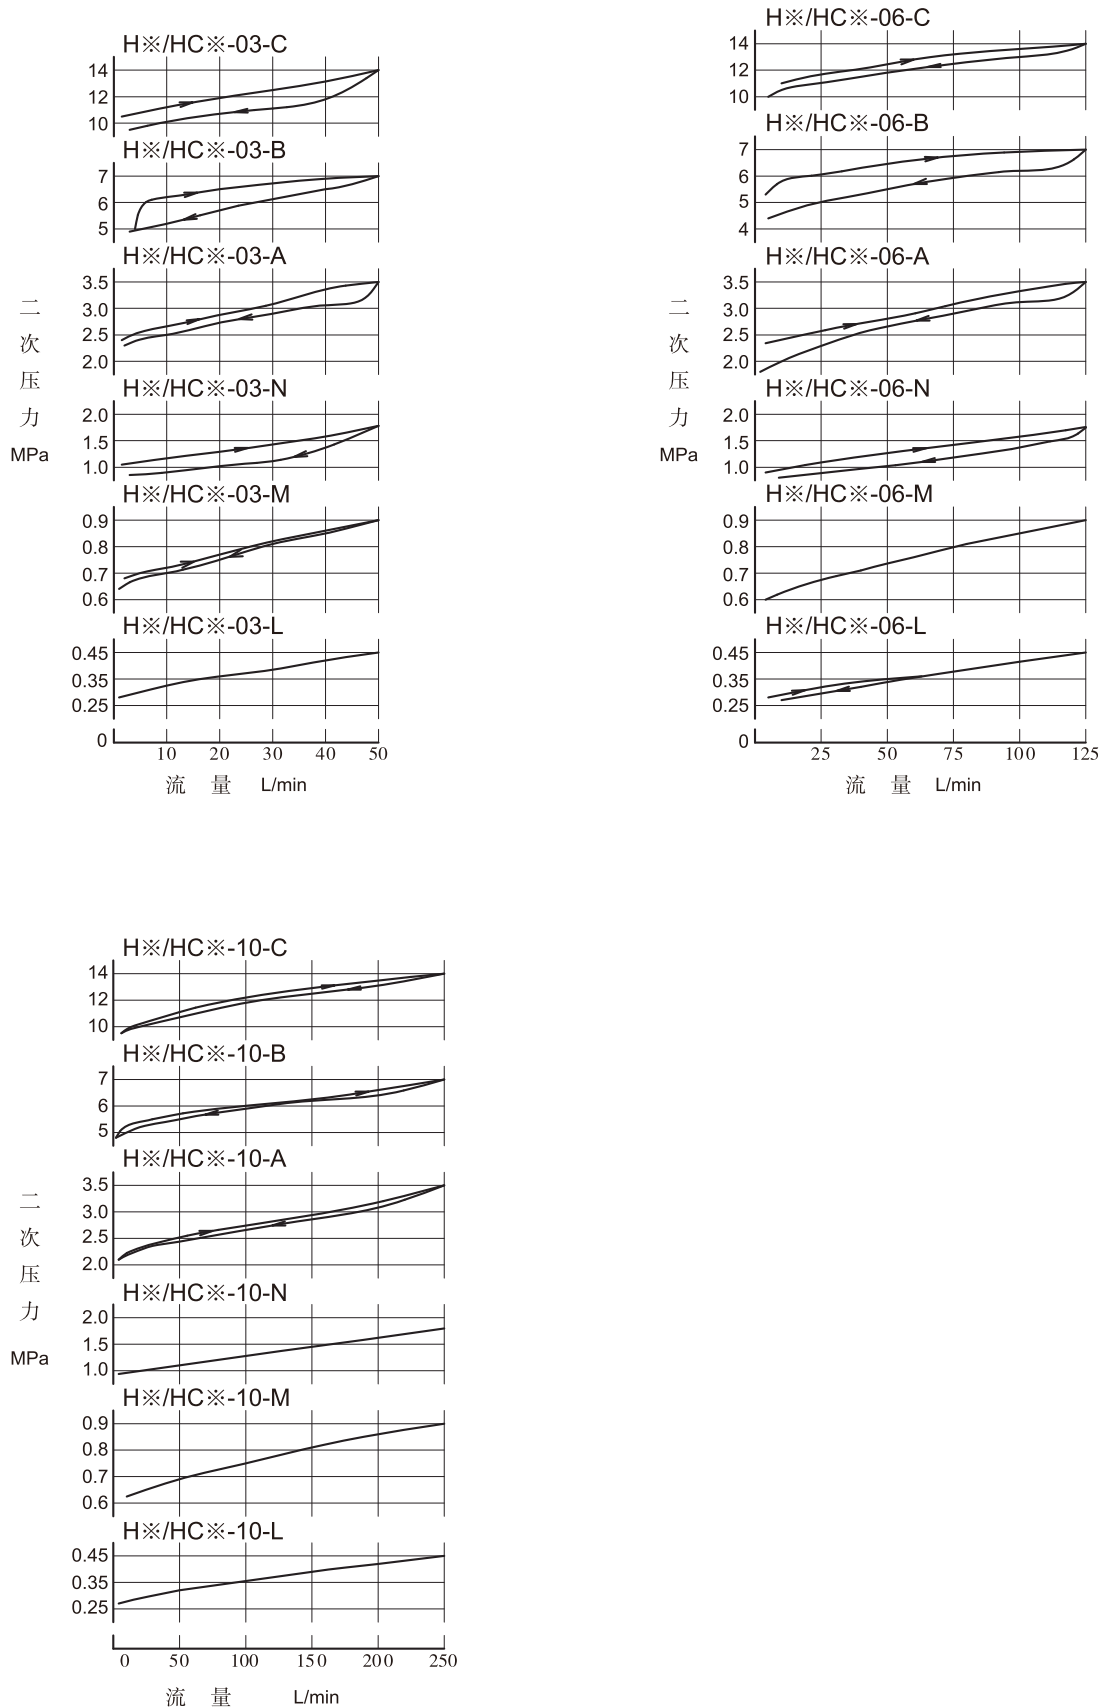 H※/HC※-03-C
14
12
10
H※/HC※-03-B
7
6
5
H※/HC※-03-A
3.5
3.0
2.5
2.0
H※/HC※-03-N
2.0
1.5
1.0
H※/HC※-03-M
0.9
0.8
0.7
0.6
H※/HC※-03-L
0.45
0.35
0.25
0
10 20 30 40 50
流 量 L/min
二次压力
MPa
H※/HC※-06-C
14
12
10
H※/HC※-06-B
7
6
5
4
H※/HC※-06-A
3.5
3.0
2.5
2.0
H※/HC※-06-N
2.0
1.5
1.0
H※/HC※-06-M
0.9
0.8
0.7
0.6
H※/HC※-06-L
0.45
0.35
0.25
0
25 50 75 100 125
流 量 L/min
二次压力
MPa
H※/HC※-10-C
14
12
10
H※/HC※-10-B
7
6
5
H※/HC※-10-A
3.5
3.0
2.5
2.0
H※/HC※-10-N
2.0
1.5
1.0
H※/HC※-10-M
0.9
0.8
0.7
0.6
H※/HC※-10-L
0.45
0.35
0.25
0 50 100 150 200 250
流 量 L/min
二次压力
MPa